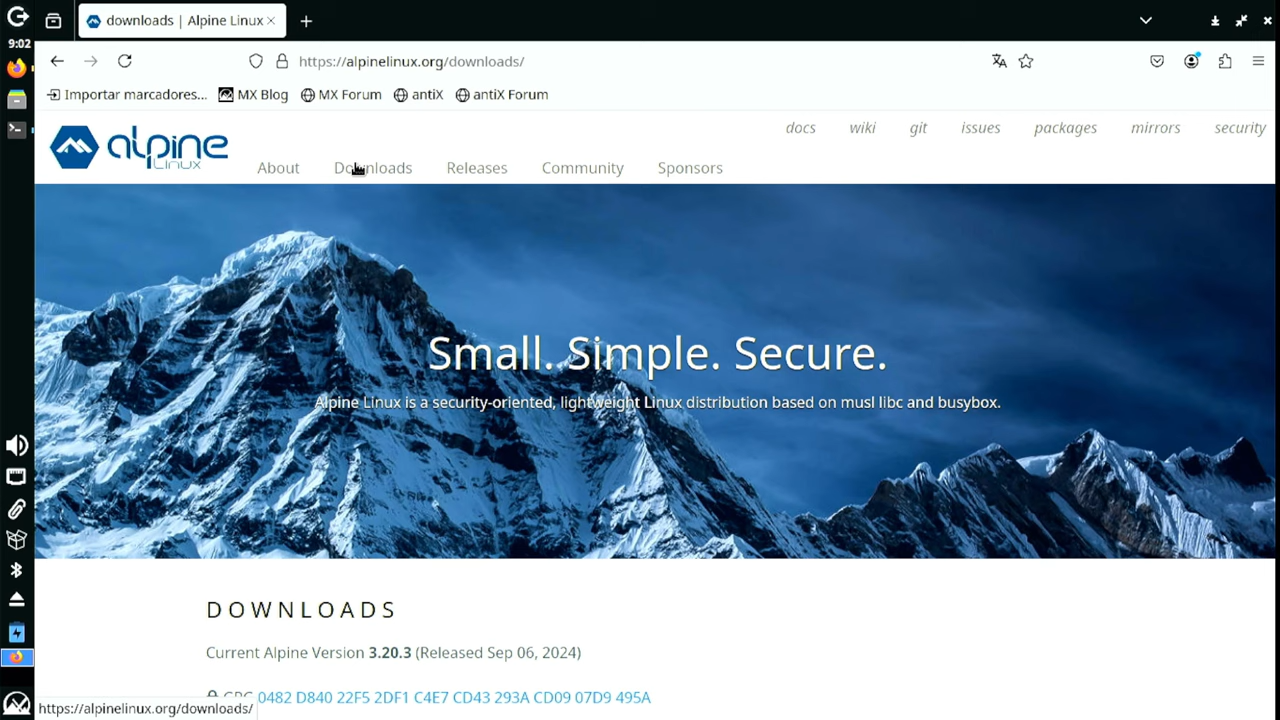 downloads | Alpine Linux
9:02
https://alpinelinux.org/downloads/
Importar marcadores... MX Blog MX Forum antiX antiX Forum
docs wiki git issues packages mirrors security
alpine Linux
About Downloads Releases Community Sponsors
Small. Simple. Secure.
Alpine Linux is a security-oriented, lightweight Linux distribution based on musl libc and busybox.
DOWNLOADS
Current Alpine Version 3.20.3 (Released Sep 06, 2024)
GPG 0482 D840 22F5 2DF1 C4E7 CD43 293A CD09 07D9 495A
https://alpinelinux.org/downloads/